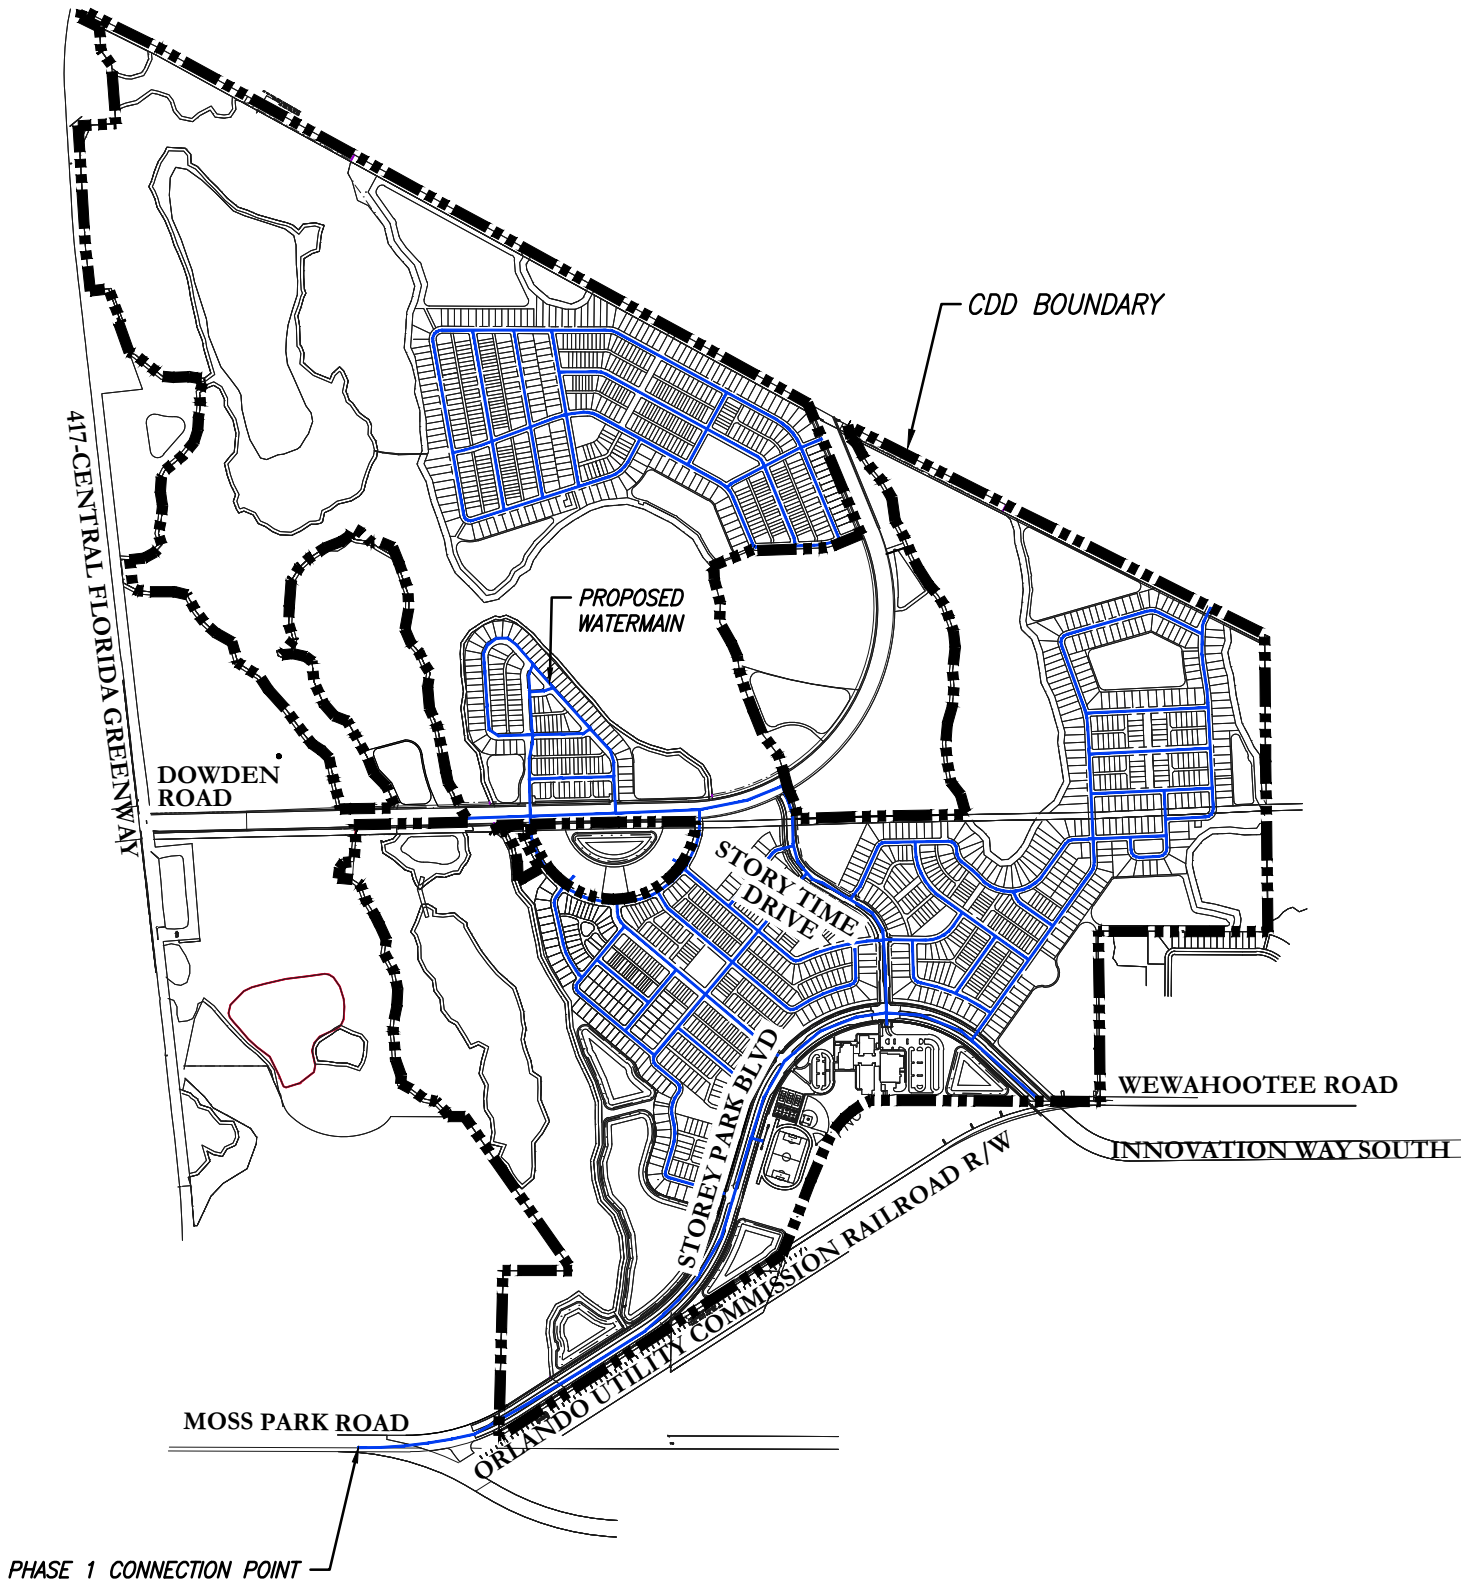 CDD BOUNDARY
417-CENTRAL FLORIDA GREENWAY
PROPOSED
WATERMAIN
DOWDEN
ROAD
STORY TIME
DRIVE
STOREY PARK BLVD
WEWAHOOTEE ROAD
INNOVATION WAY SOUTH
ORLANDO UTILITY COMMISSION RAILROAD R/W
MOSS PARK ROAD
PHASE 1 CONNECTION POINT